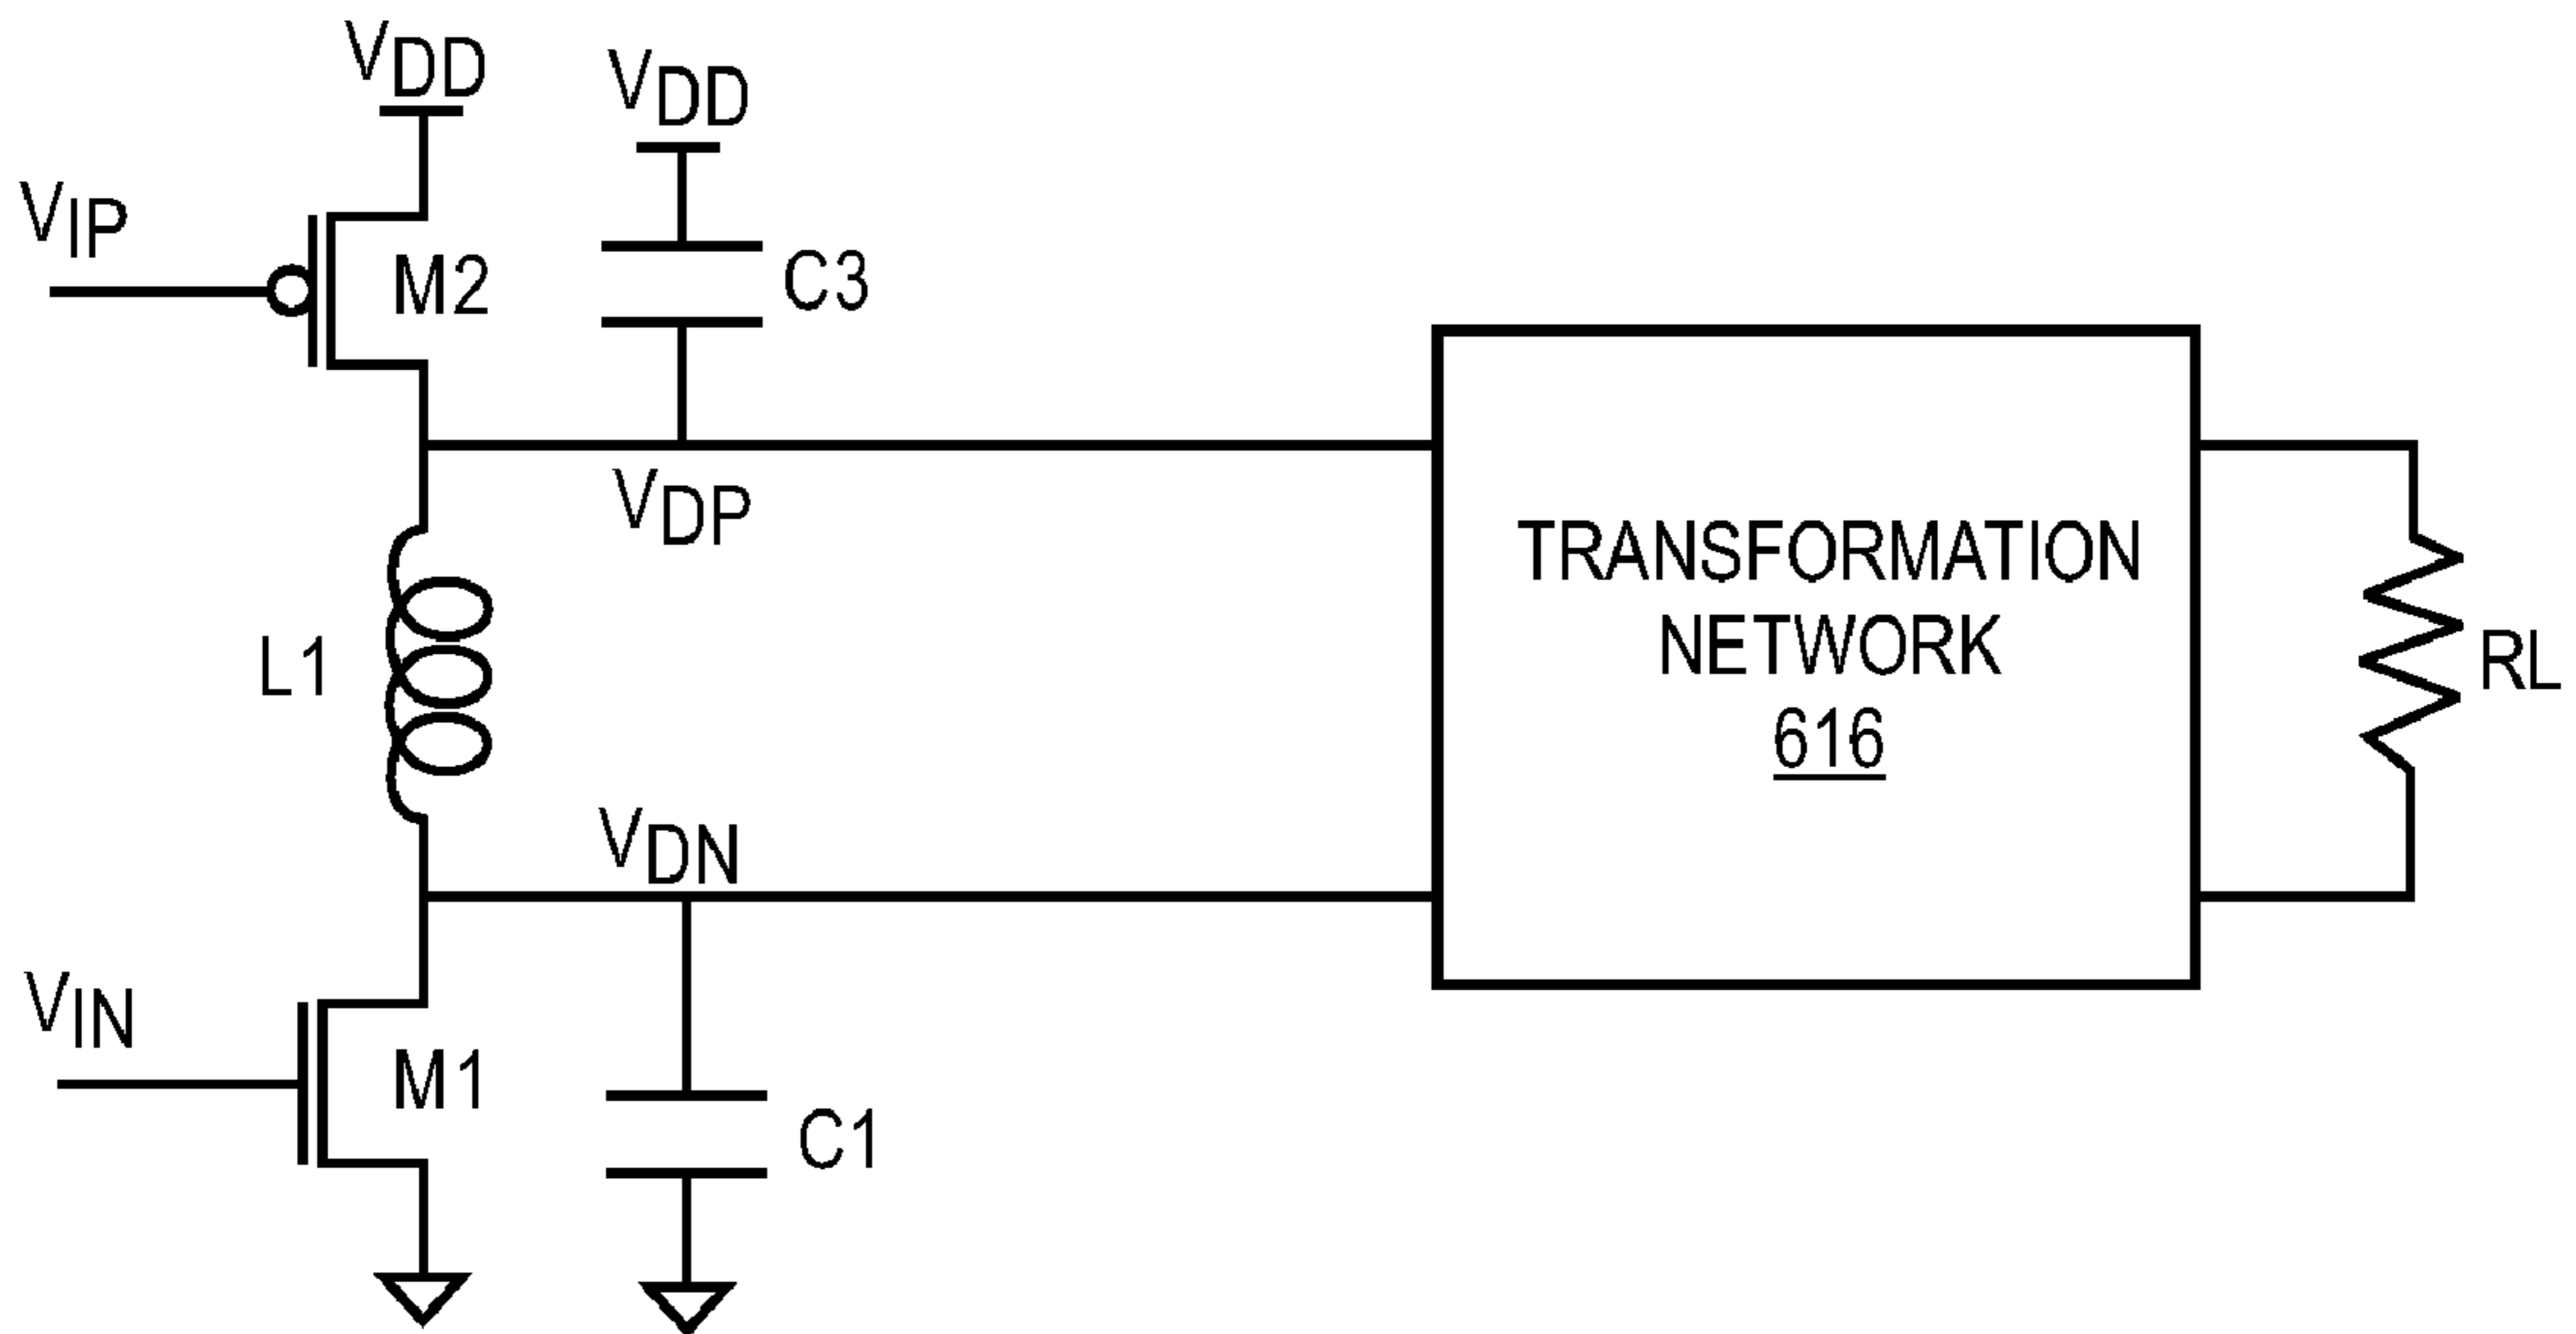 VDD
VDD
VIP
M2
C3
VDP
TRANSFORMATION
NETWORK
616
RL
L1
VDN
VIN
M1
C1